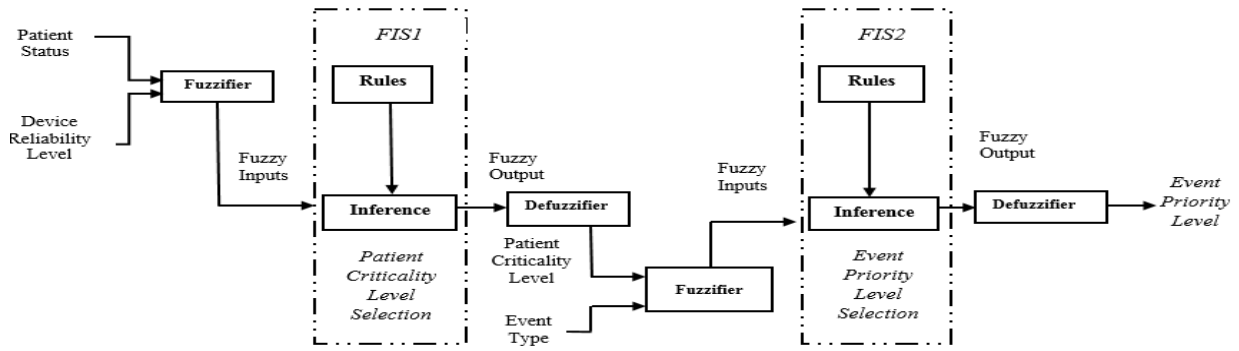 Patient
Status
Fuzzifier
Device
Reliability
Level
Fuzzy
Inputs
FIS1
Rules
Inference
Patient
Criticality
Level
Selection
Fuzzy
Output
Defuzzifier
Patient
Criticality
Level
Event
Type
Fuzzifier
Fuzzy
Inputs
FIS2
Rules
Inference
Event
Priority
Level
Selection
Fuzzy
Output
Defuzzifier
Event
Priority
Level